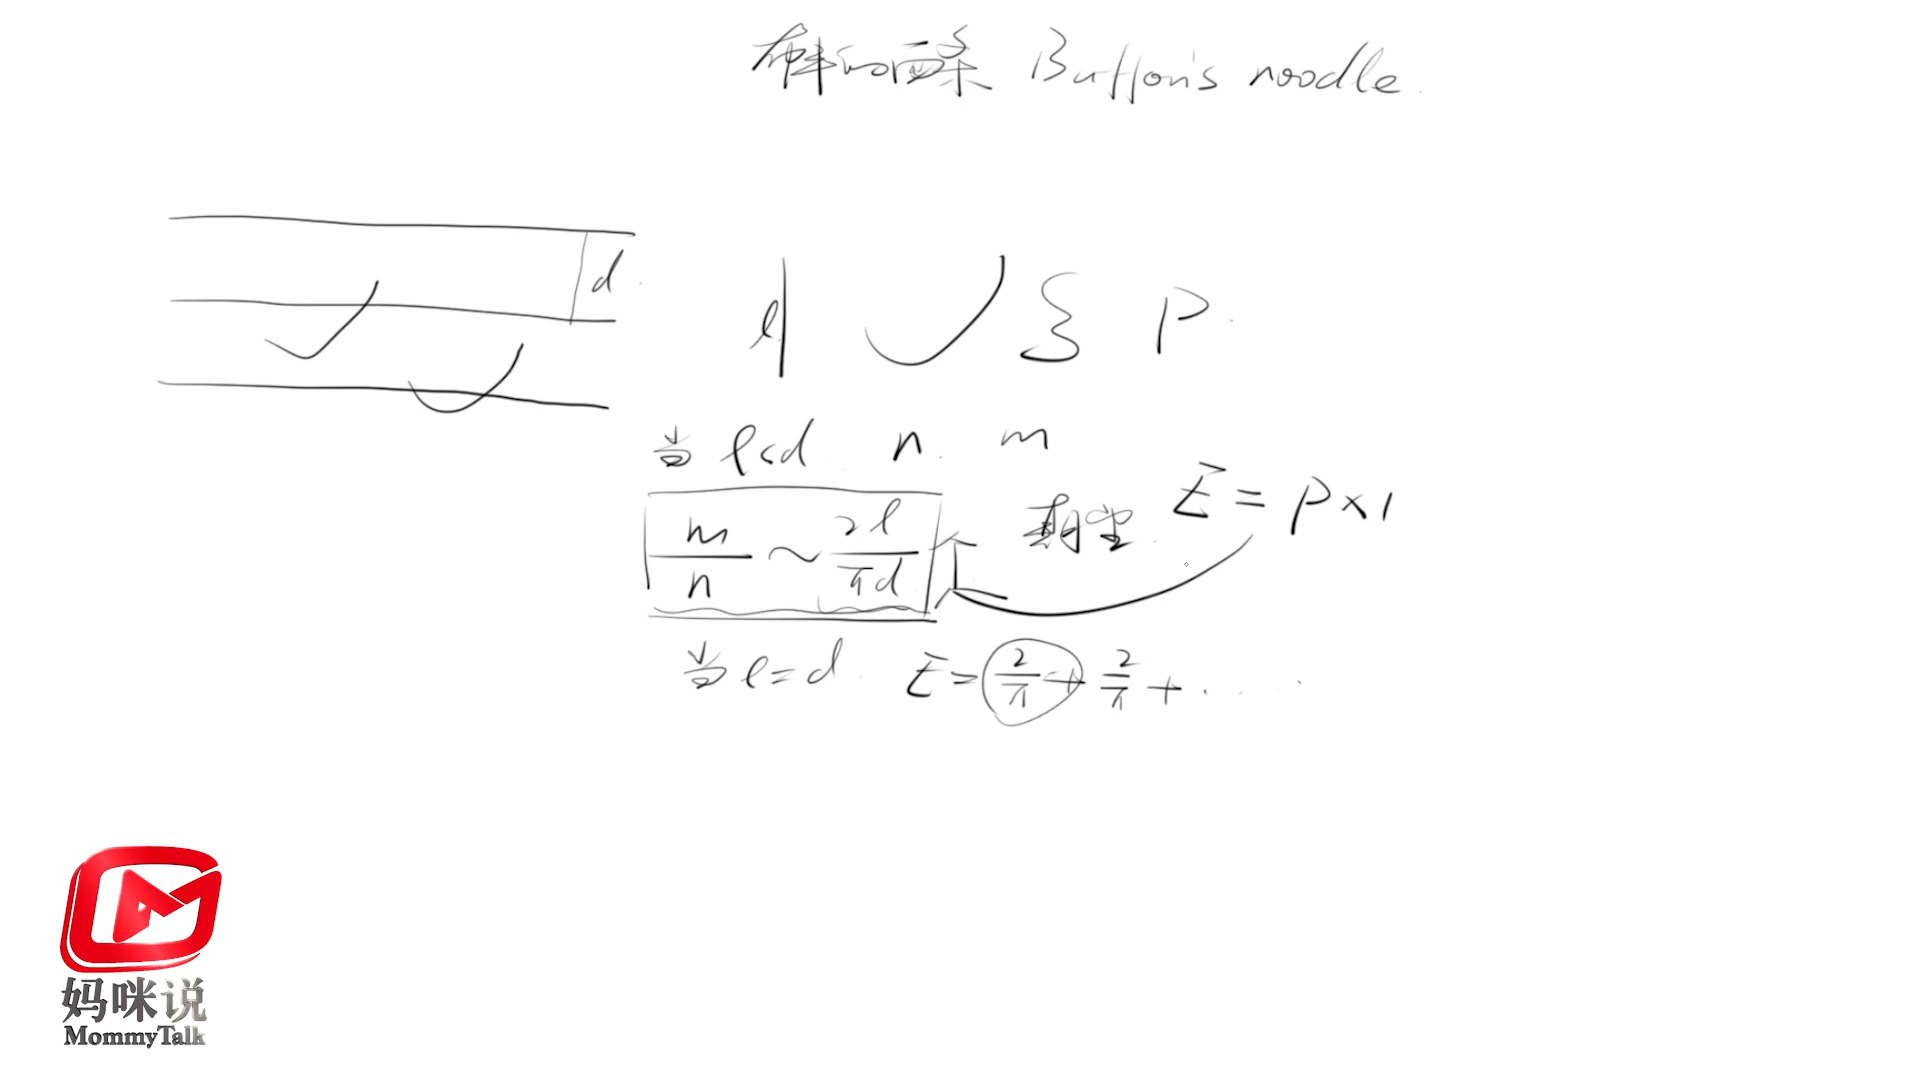 布丰的面条 Buffon's noodle.
d
l P
当 l<d n m
m/n ~ 2l/πd 期望 E = P×1
当 l=d E = 2/π + 2/π + ······
妈咪说
MommyTalk